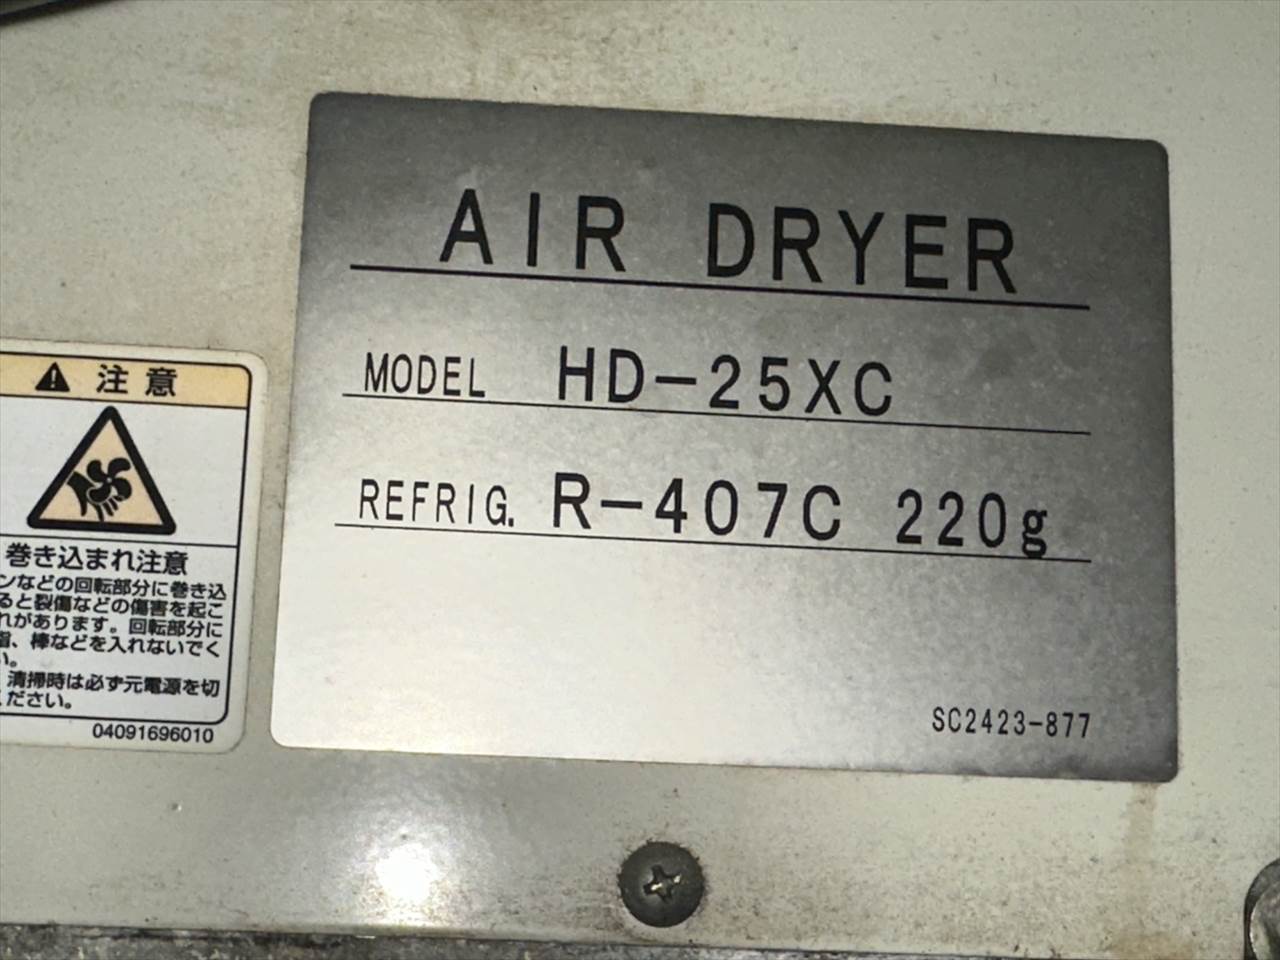 AIR DRYER
MODEL HD-25XC
REFRIG. R-407C 220g
SC2423-877
注意
巻き込まれ注意
ンなどの回転部分に巻き込
ると裂傷などの傷害を起こ
れがあります。回転部分に
指、棒などを入れないでく
い。
清掃時は必ず元電源を切
ください。
04091696010